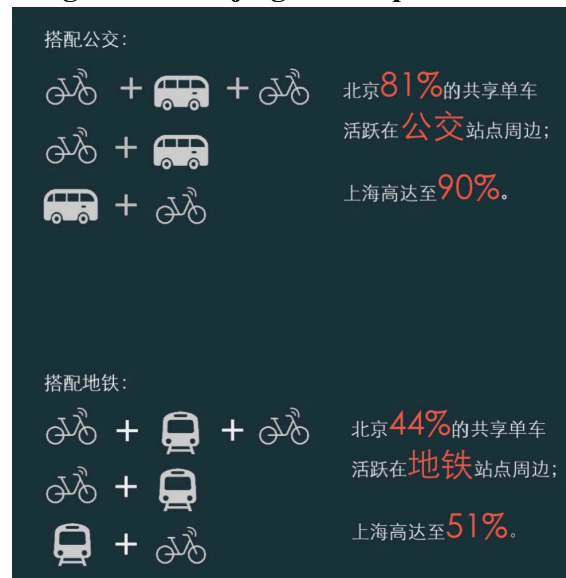 搭配公交：
北京81%的共享单车
活跃在公交站点周边；
上海高达至90%。
搭配地铁：
北京44%的共享单车
活跃在地铁站点周边；
上海高达至51%。